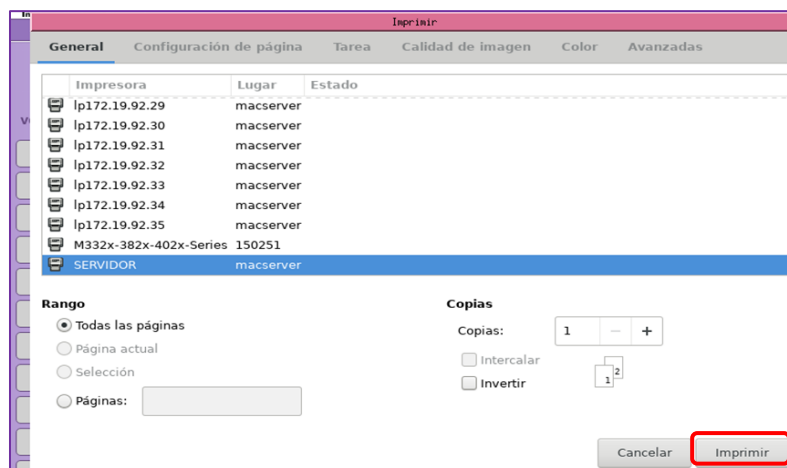 Imprimir
General Configuración de página Tarea Calidad de imagen Color Avanzadas
Impresora Lugar Estado
lp172.19.92.29 macserver
lp172.19.92.30 macserver
lp172.19.92.31 macserver
lp172.19.92.32 macserver
lp172.19.92.33 macserver
lp172.19.92.34 macserver
lp172.19.92.35 macserver
M332x-382x-402x-Series 150251
SERVIDOR macserver
Rango
Todas las páginas
Página actual
Selección
Páginas:
Copias
Copias: 1 − +
Intercalar
Invertir
1 2
Cancelar Imprimir